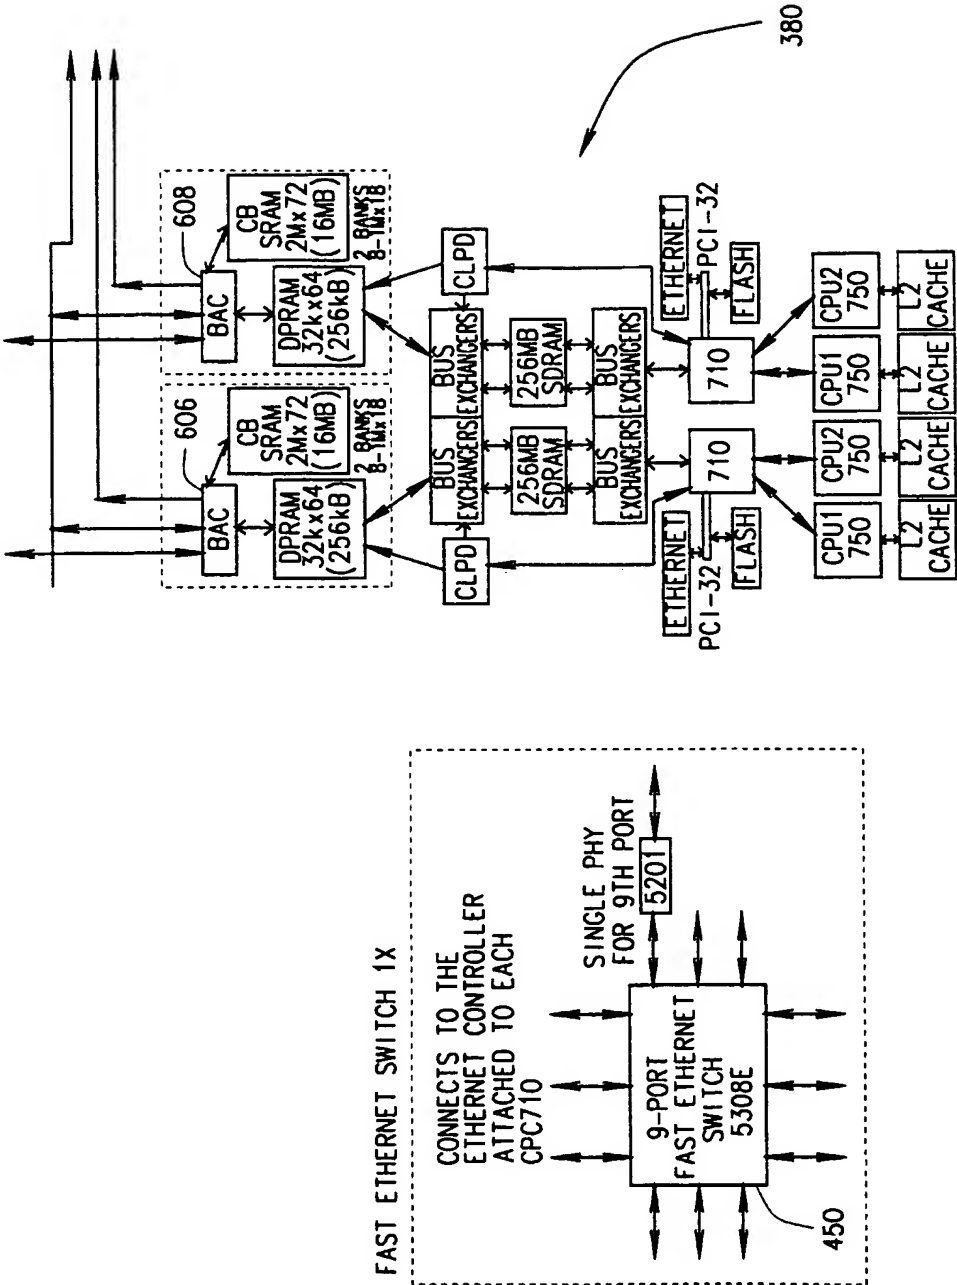 380
606
608
BAC
CB
SRAM
2Mx72
(16MB)
DPRAM
32kx64
(256kB)
2 BANKS
8-1Mx18
BAC
CB
SRAM
2Mx72
(16MB)
DPRAM
32kx64
(256kB)
2 BANKS
8-1Mx18
CLPD
BUS
EXCHANGERS
BUS
EXCHANGERS
CLPD
256MB
SDRAM
256MB
SDRAM
BUS
EXCHANGERS
BUS
EXCHANGERS
ETHERNET
PCI-32
FLASH
710
710
ETHERNET
PCI-32
FLASH
CPU1
750
CPU2
750
CPU1
750
CPU2
750
L2
CACHE
L2
CACHE
L2
CACHE
L2
CACHE
FAST ETHERNET SWITCH 1X
CONNECTS TO THE
ETHERNET CONTROLLER
ATTACHED TO EACH
CPC710
SINGLE PHY
FOR 9TH PORT
5201
9-PORT
FAST ETHERNET
SWITCH
5308E
450